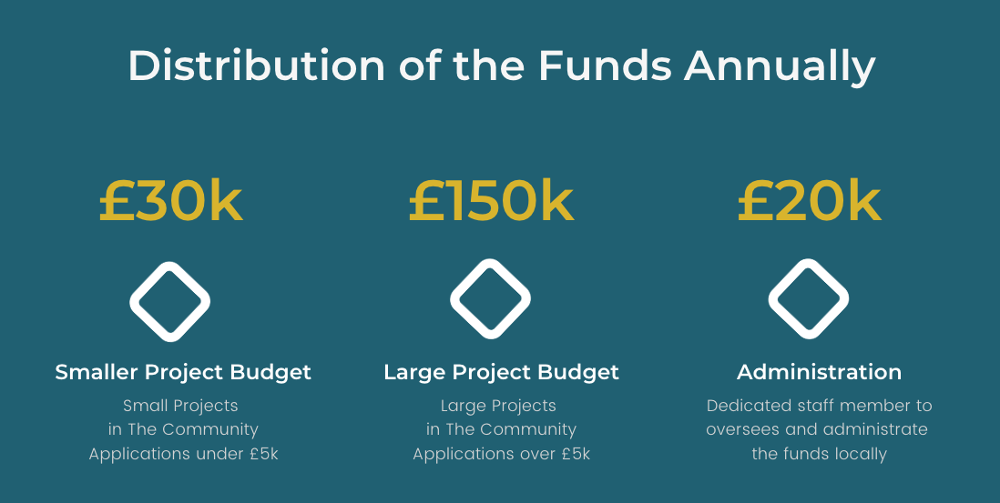 Distribution of the Funds Annually
£30k
£150k
£20k
Smaller Project Budget
Large Project Budget
Administration
Small Projects
in The Community
Applications under £5k
Large Projects
in The Community
Applications over £5k
Dedicated staff member to
oversees and administrate
the funds locally